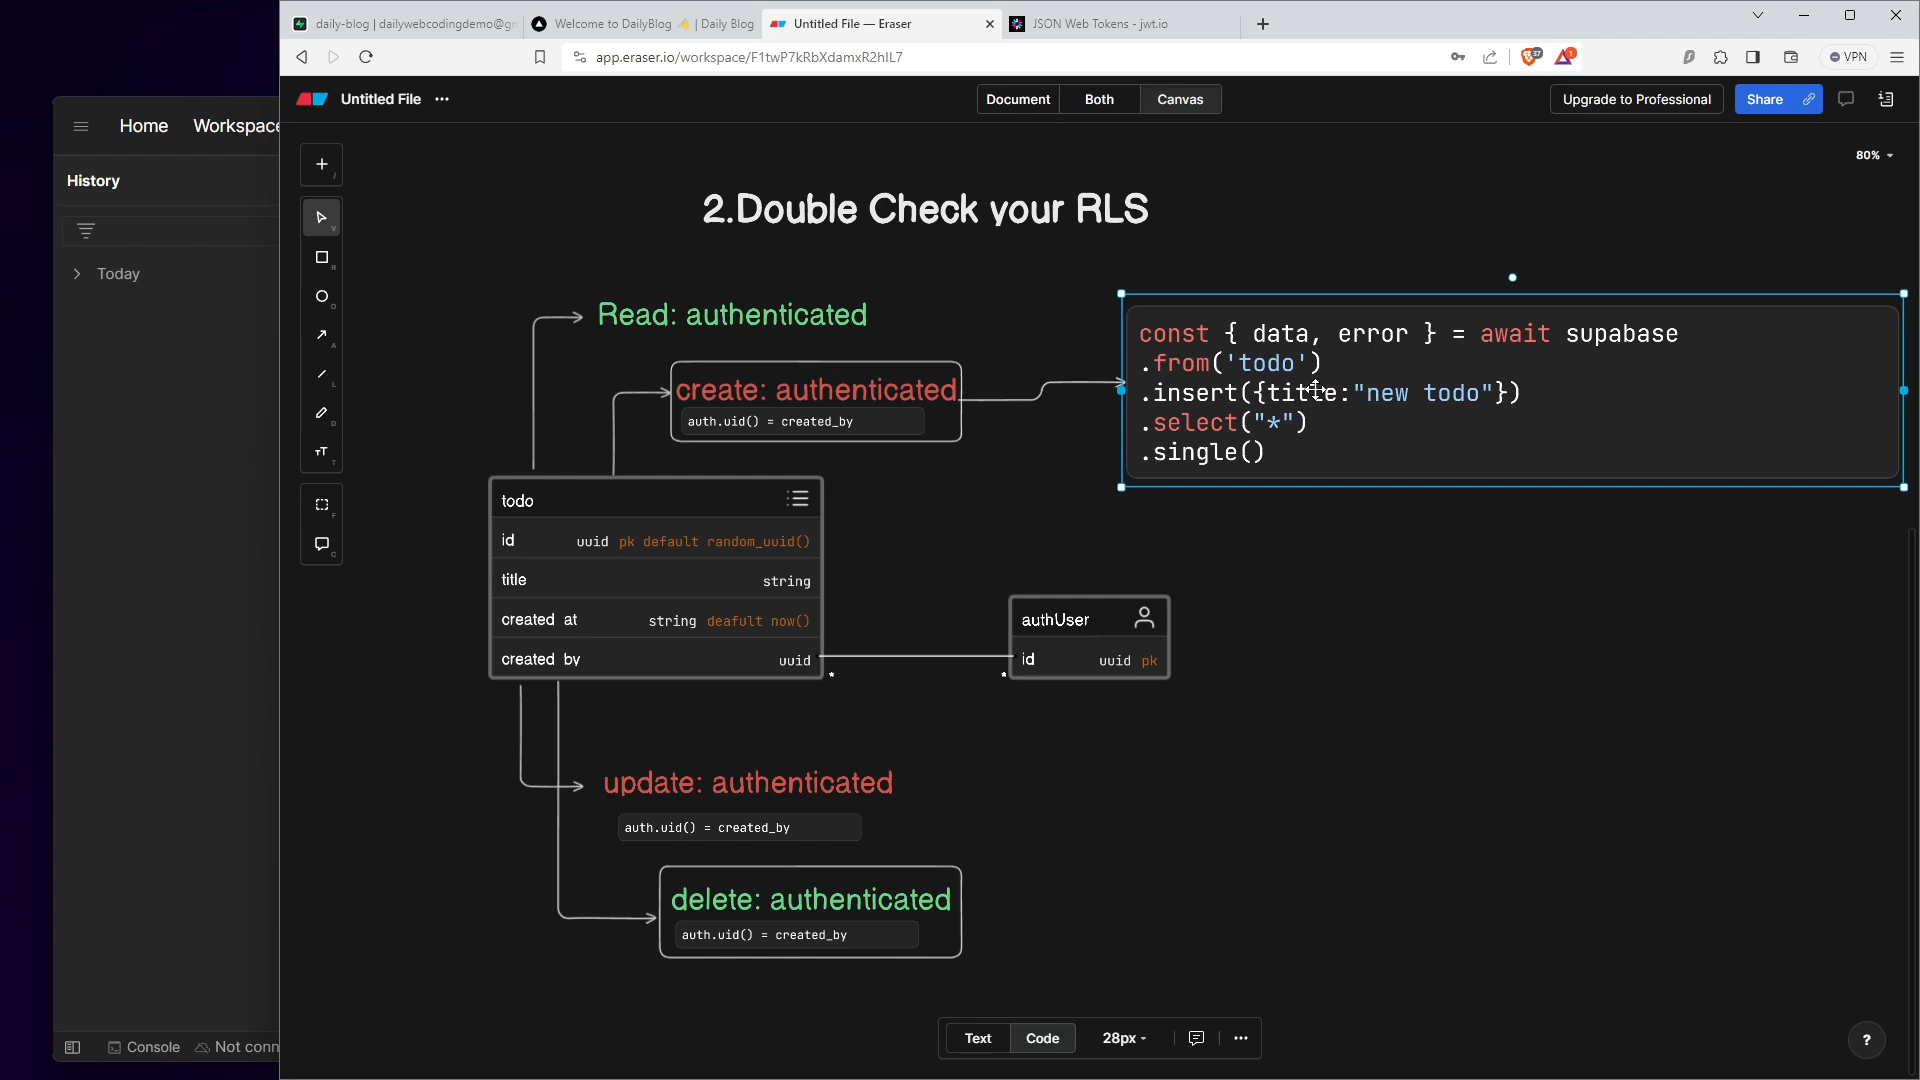 daily-blog | dailywebcodingdemo@gm
Welcome to DailyBlog 👋 | Daily Blog
Untitled File — Eraser
JSON Web Tokens - jwt.io
app.eraser.io/workspace/F1twP7kRbXdamxR2hIL7
37
1
VPN
Untitled File
Document
Both
Canvas
Upgrade to Professional
Share
Home
Workspace
History
Today
Console
Not conn
80%
/
V
R
O
A
L
D
T
F
C
2.Double Check your RLS
Read: authenticated
create: authenticated
auth.uid() = created_by
const { data, error } = await supabase
.from('todo')
.insert({title:"new todo"})
.select("*")
.single()
todo
id uuid pk default random_uuid()
title string
created at string deafult now()
created by uuid
*
*
authUser
id uuid pk
update: authenticated
auth.uid() = created_by
delete: authenticated
auth.uid() = created_by
Text
Code
28px
?